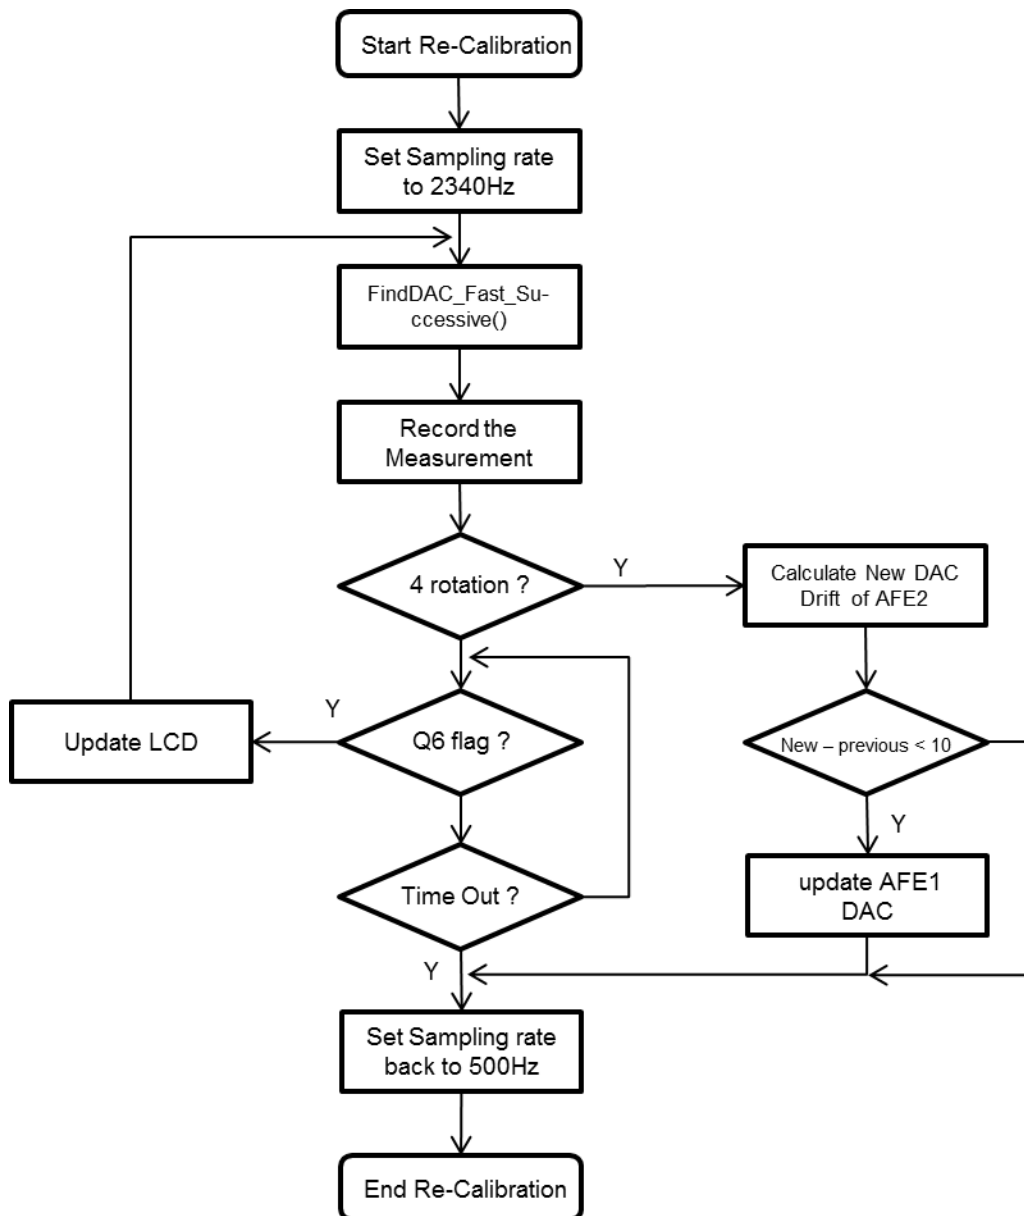 Start Re-Calibration
Set Sampling rate
to 2340Hz
FindDAC_Fast_Su-
ccessive()
Record the
Measurement
4 rotation ?
Y
Calculate New DAC
Drift of AFE2
Y
Update LCD
Q6 flag ?
New – previous < 10
Y
Time Out ?
update AFE1
DAC
Y
Set Sampling rate
back to 500Hz
End Re-Calibration